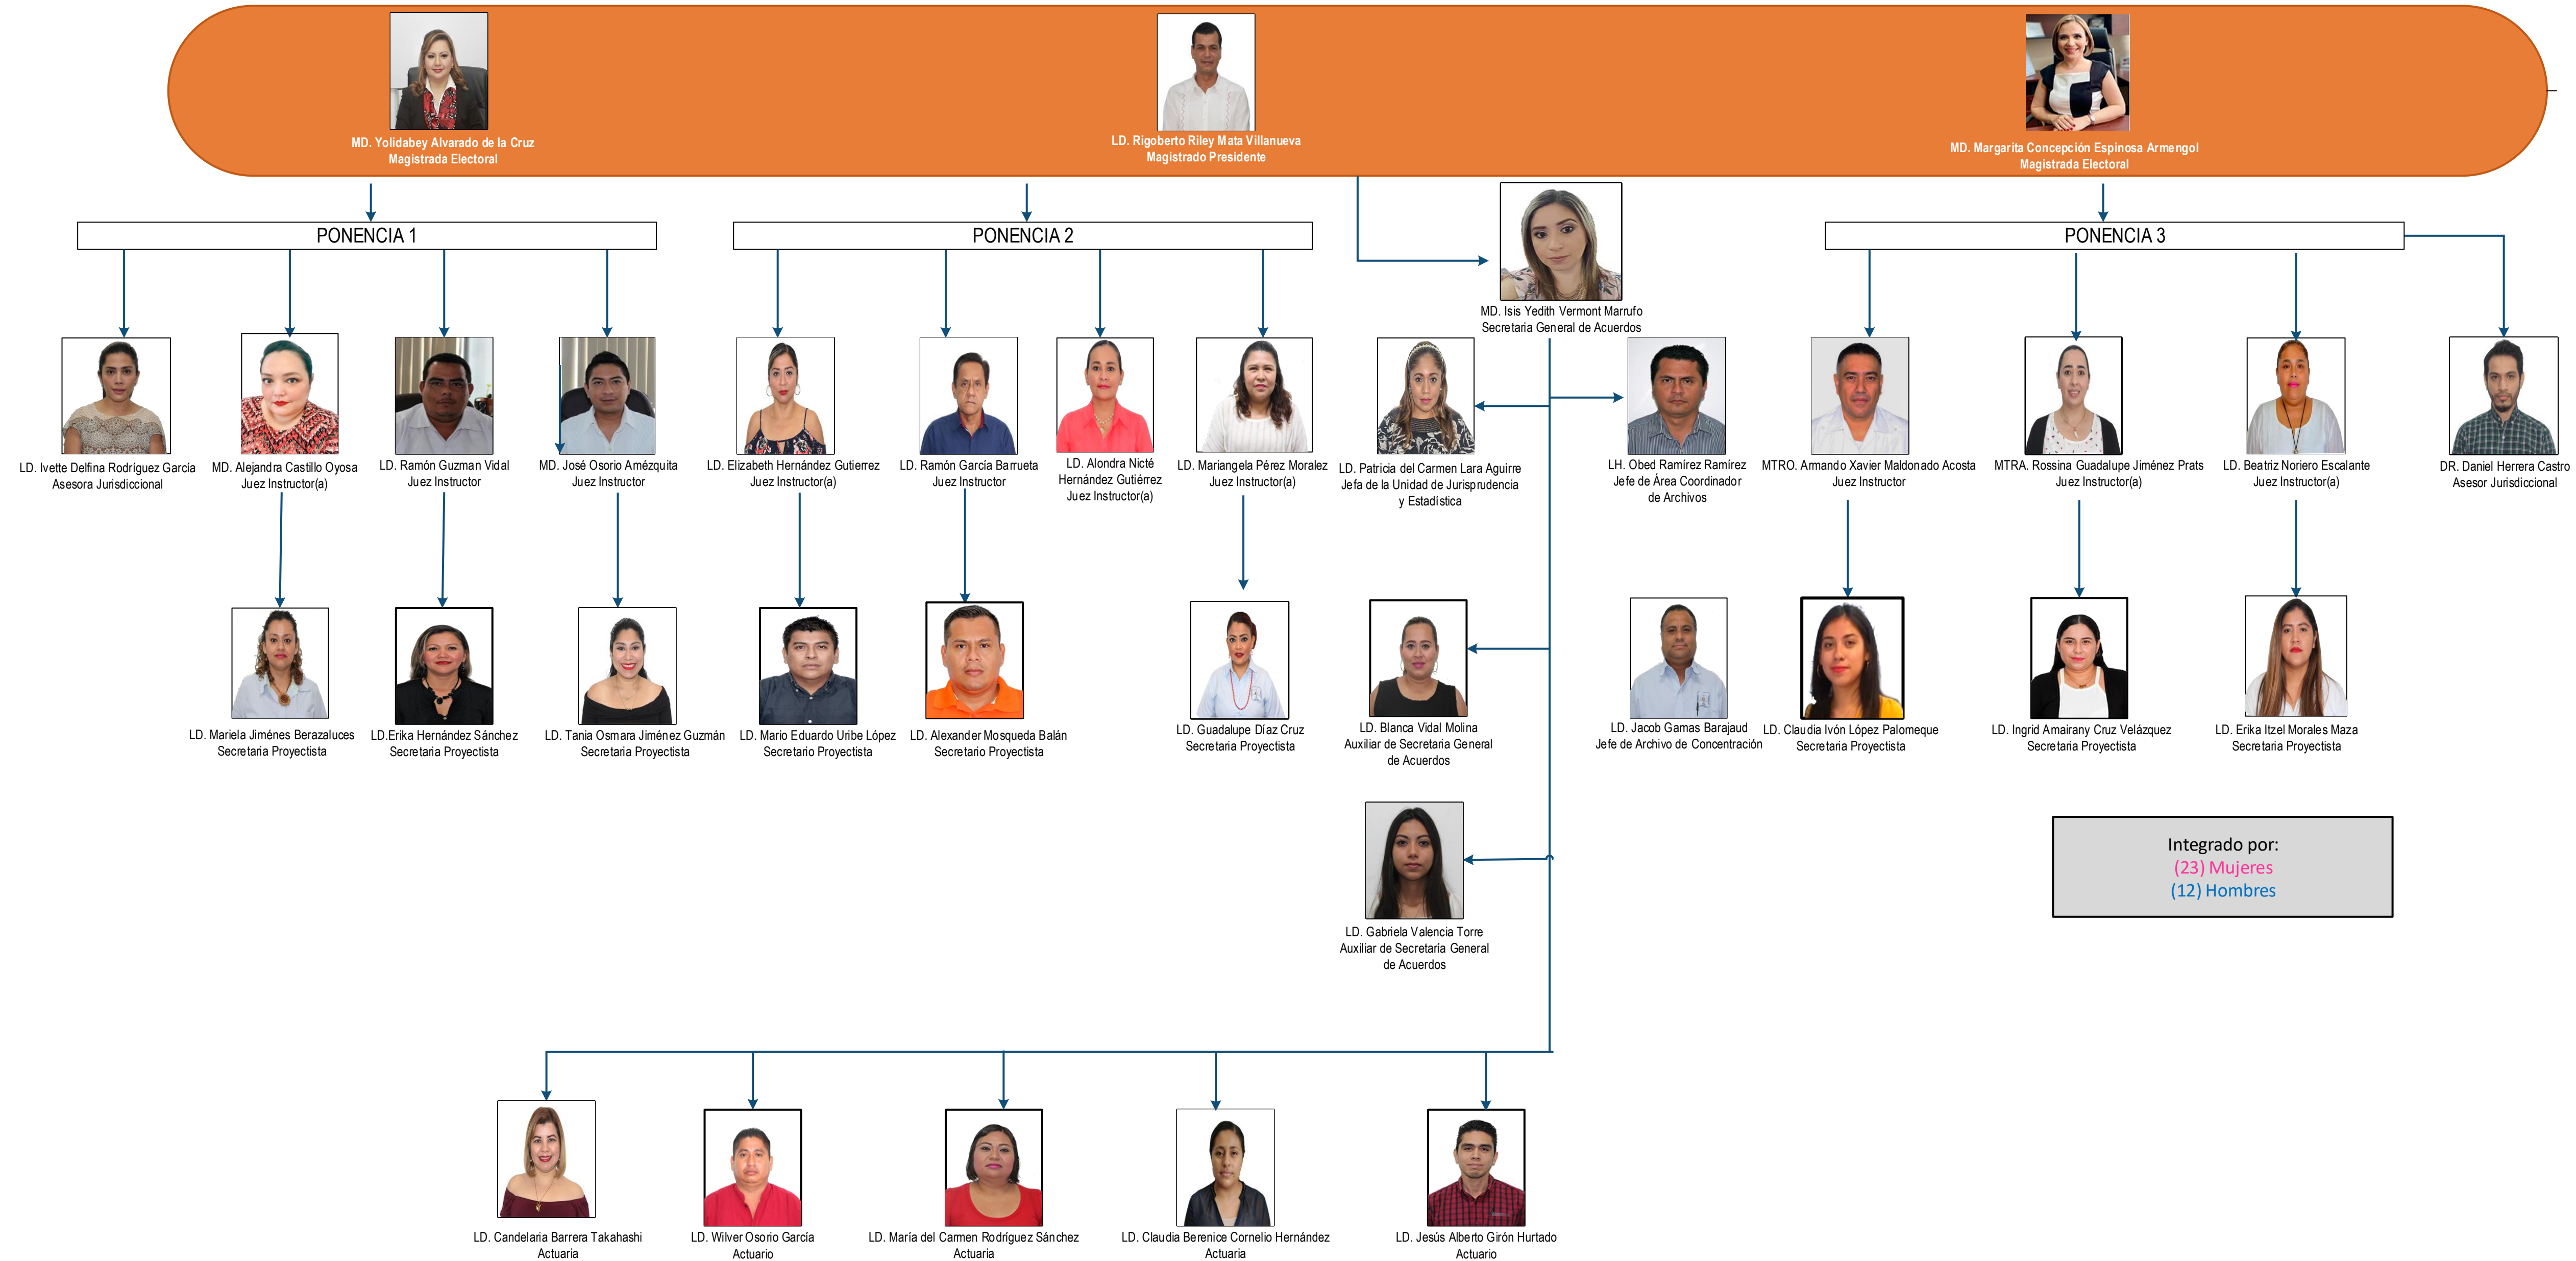 MD. Yolidabey Alvarado de la Cruz
Magistrada Electoral
LD. Rigoberto Riley Mata Villanueva
Magistrado Presidente
MD. Margarita Concepción Espinosa Armengol
Magistrada Electoral
PONENCIA 1
PONENCIA 2
PONENCIA 3
MD. Isis Yedith Vermont Marrufo
Secretaria General de Acuerdos
LD. Ivette Delfina Rodríguez García
Asesora Jurisdiccional
MD. Alejandra Castillo Oyosa
Juez Instructor(a)
LD. Ramón Guzman Vidal
Juez Instructor
MD. José Osorio Amézquita
Juez Instructor
LD. Elizabeth Hernández Gutierrez
Juez Instructor(a)
LD. Ramón García Barrueta
Juez Instructor
LD. Alondra Nicté
Hernández Gutiérrez
Juez Instructor(a)
LD. Mariangela Pérez Moralez
Juez Instructor(a)
LD. Patricia del Carmen Lara Aguirre
Jefa de la Unidad de Jurisprudencia
y Estadística
LH. Obed Ramírez Ramírez
Jefe de Área Coordinador
de Archivos
MTRO. Armando Xavier Maldonado Acosta
Juez Instructor
MTRA. Rossina Guadalupe Jiménez Prats
Juez Instructor(a)
LD. Beatriz Noriero Escalante
Juez Instructor(a)
DR. Daniel Herrera Castro
Asesor Jurisdiccional
LD. Mariela Jiménes Berazaluces
Secretaria Proyectista
LD.Erika Hernández Sánchez
Secretaria Proyectista
LD. Tania Osmara Jiménez Guzmán
Secretaria Proyectista
LD. Mario Eduardo Uribe López
Secretario Proyectista
LD. Alexander Mosqueda Balán
Secretario Proyectista
LD. Guadalupe Díaz Cruz
Secretaria Proyectista
LD. Blanca Vidal Molina
Auxiliar de Secretaria General
de Acuerdos
LD. Jacob Gamas Barajaud
Jefe de Archivo de Concentración
LD. Claudia Ivón López Palomeque
Secretaria Proyectista
LD. Ingrid Amairany Cruz Velázquez
Secretaria Proyectista
LD. Erika Itzel Morales Maza
Secretaria Proyectista
Integrado por:
(23) Mujeres
(12) Hombres
LD. Gabriela Valencia Torre
Auxiliar de Secretaría General
de Acuerdos
LD. Candelaria Barrera Takahashi
Actuaria
LD. Wilver Osorio García
Actuario
LD. María del Carmen Rodríguez Sánchez
Actuaria
LD. Claudia Berenice Cornelio Hernández
Actuaria
LD. Jesús Alberto Girón Hurtado
Actuario